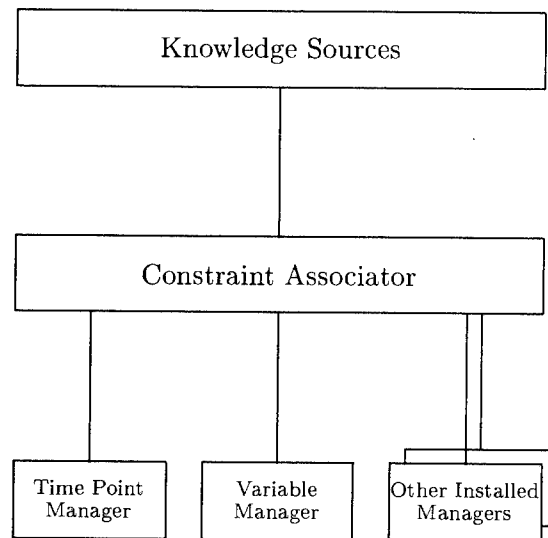 Knowledge Sources
Constraint Associator
Time Point
Manager
Variable
Manager
Other Installed
Managers